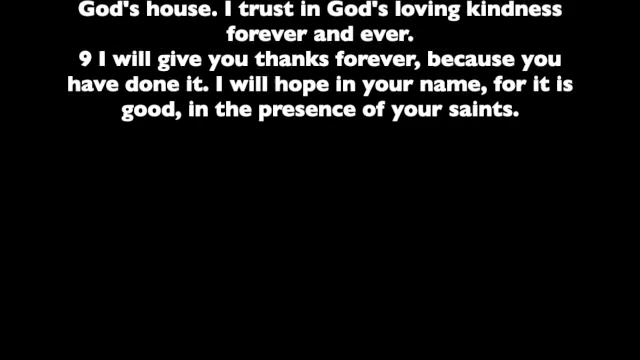 God's house. I trust in God's loving kindness
forever and ever.
9 I will give you thanks forever, because you
have done it. I will hope in your name, for it is
good, in the presence of your saints.